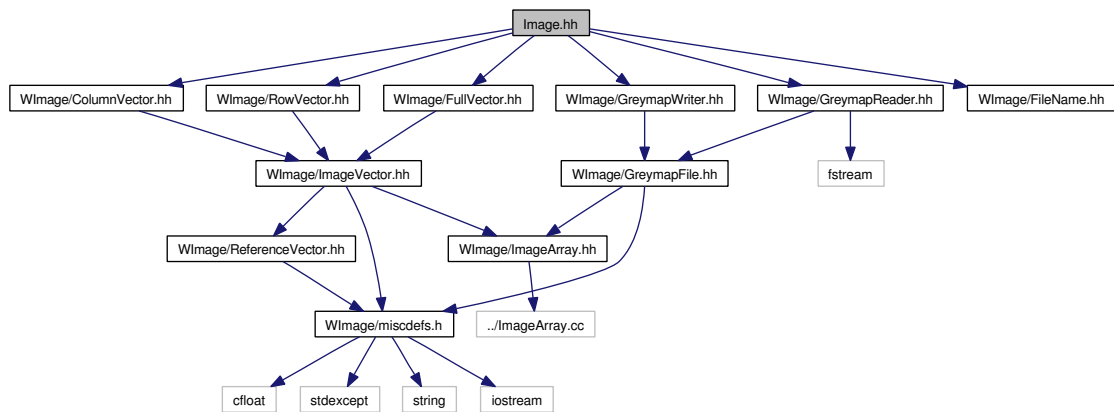 Image.hh
WImage/ColumnVector.hh
WImage/RowVector.hh
WImage/FullVector.hh
WImage/GreymapWriter.hh
WImage/GreymapReader.hh
WImage/FileName.hh
WImage/ImageVector.hh
WImage/GreymapFile.hh
fstream
WImage/ReferenceVector.hh
WImage/ImageArray.hh
WImage/miscdefs.h
../ImageArray.cc
cfloat
stdexcept
string
iostream